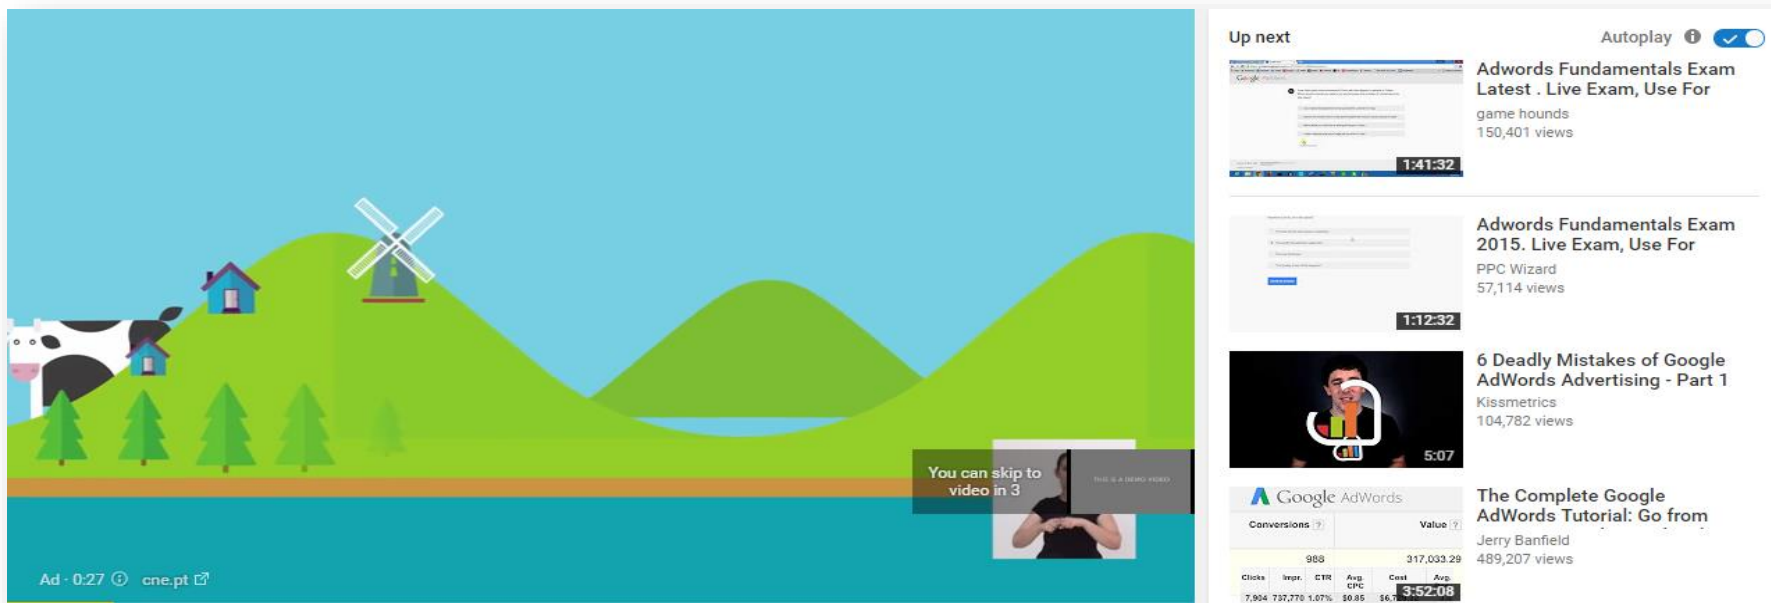 You can skip to
video in 3
THIS IS A DEMO VIDEO
Ad · 0:27
cne.pt
Up next
Autoplay
Adwords Fundamentals Exam
Latest . Live Exam, Use For
game hounds
150,401 views
Google
1:41:32
Adwords Fundamentals Exam
2015. Live Exam, Use For
PPC Wizard
57,114 views
1:12:32
6 Deadly Mistakes of Google
AdWords Advertising - Part 1
Kissmetrics
104,782 views
5:07
The Complete Google
AdWords Tutorial: Go from
Jerry Banfield
489,207 views
Google AdWords
Conversions ? Value ?
988 317,033.29
Clicks Impr. CTR Avg. CPC Cost Avg.
7,904 737,770 1.07% $0.85
3:52:08